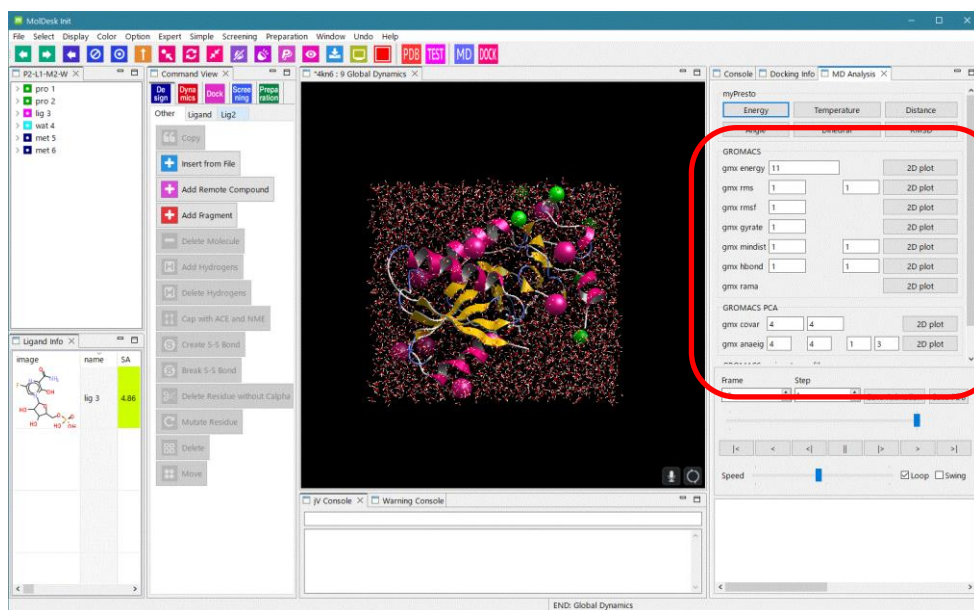 MolDesk Init
File Select Display Color Option Expert Simple Screening Preparation Window Undo Help
PDB TEST MD DOCK
P2-L1-M2-W
pro 1
pro 2
lig 3
wat 4
met 5
met 6
Ligand Info
image name SA
lig 3 4.86
Command View
De sign
Dyna mics
Dock
Scree ning
Prepa ration
Other Ligand Lig2
Copy
Insert from File
Add Remote Compound
Add Fragment
Delete Molecule
Add Hydrogens
Delete Hydrogens
Cap with ACE and NME
Create S-S Bond
Break S-S Bond
Delete Residue without Calpha
Mutate Residue
Delete
Move
*4kn6 : 9 Global Dynamics
jV Console Warning Console
Console Docking Info MD Analysis
myPresto
Energy Temperature Distance
Angle Dihedral RMSD
GROMACS
gmx energy 11 2D plot
gmx rms 1 1 2D plot
gmx rmsf 1 2D plot
gmx gyrate 1 2D plot
gmx mindist 1 1 2D plot
gmx hbond 1 1 2D plot
gmx rama 2D plot
GROMACS PCA
gmx covar 4 4 2D plot
gmx anaeig 4 4 1 3 2D plot
Frame Step
|< < <| || |> > >|
Speed Loop Swing
END: Global Dynamics